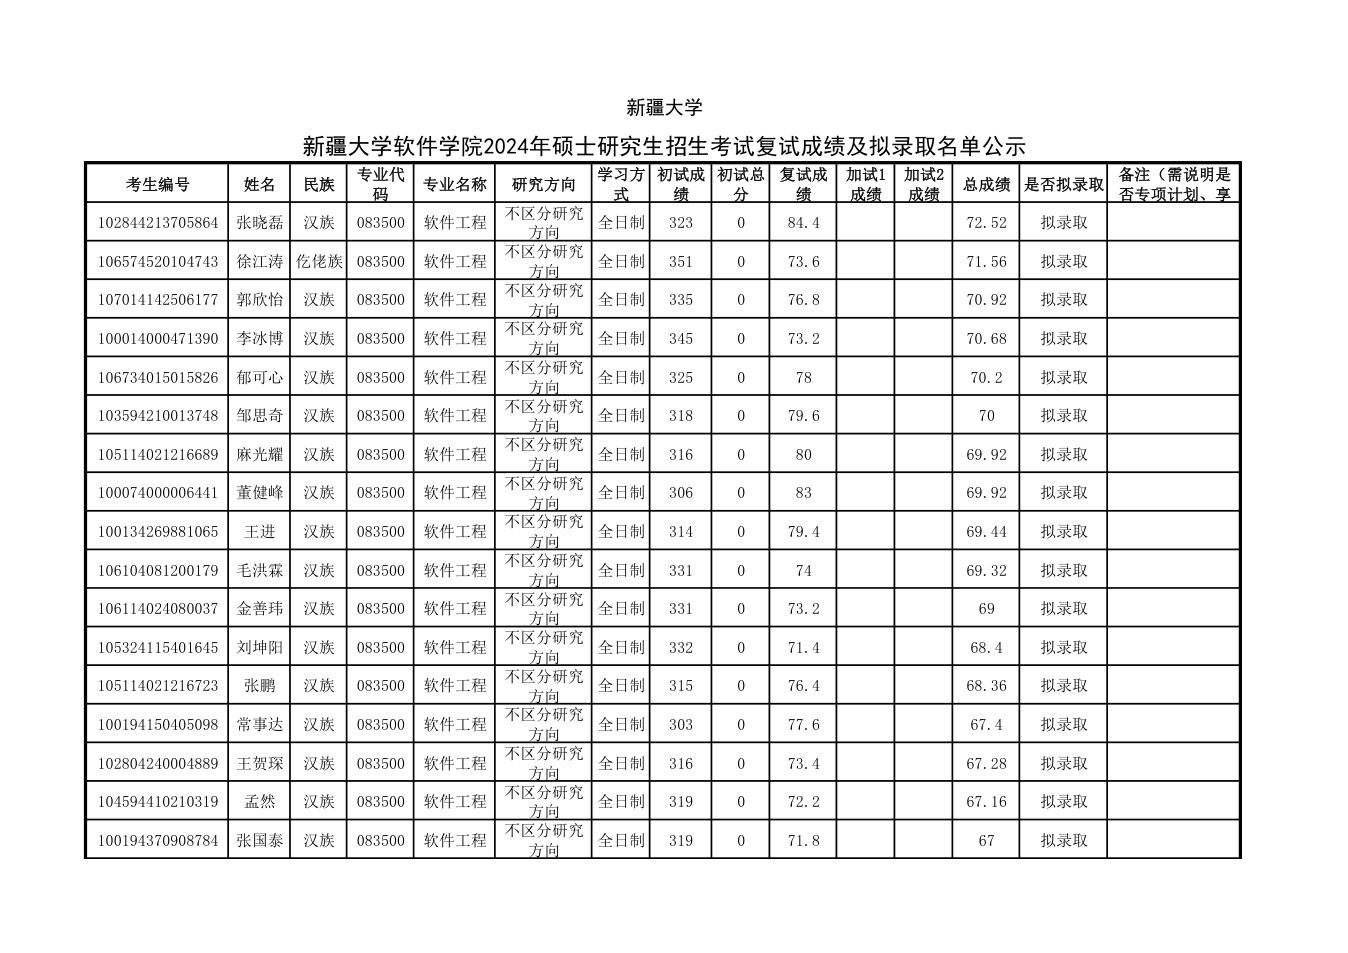 新疆大学
新疆大学软件学院2024年硕士研究生招生考试复试成绩及拟录取名单公示
考生编号 姓名 民族 专业代码 专业名称 研究方向 学习方式 初试成绩 初试总分 复试成绩 加试1成绩 加试2成绩 总成绩 是否拟录取 备注（需说明是否专项计划、享
102844213705864 张晓磊 汉族 083500 软件工程 不区分研究方向 全日制 323 0 84.4 72.52 拟录取
106574520104743 徐江涛 仡佬族 083500 软件工程 不区分研究方向 全日制 351 0 73.6 71.56 拟录取
107014142506177 郭欣怡 汉族 083500 软件工程 不区分研究方向 全日制 335 0 76.8 70.92 拟录取
100014000471390 李冰博 汉族 083500 软件工程 不区分研究方向 全日制 345 0 73.2 70.68 拟录取
106734015015826 郁可心 汉族 083500 软件工程 不区分研究方向 全日制 325 0 78 70.2 拟录取
103594210013748 邹思奇 汉族 083500 软件工程 不区分研究方向 全日制 318 0 79.6 70 拟录取
105114021216689 麻光耀 汉族 083500 软件工程 不区分研究方向 全日制 316 0 80 69.92 拟录取
100074000006441 董健峰 汉族 083500 软件工程 不区分研究方向 全日制 306 0 83 69.92 拟录取
100134269881065 王进 汉族 083500 软件工程 不区分研究方向 全日制 314 0 79.4 69.44 拟录取
106104081200179 毛洪霖 汉族 083500 软件工程 不区分研究方向 全日制 331 0 74 69.32 拟录取
106114024080037 金善玮 汉族 083500 软件工程 不区分研究方向 全日制 331 0 73.2 69 拟录取
105324115401645 刘坤阳 汉族 083500 软件工程 不区分研究方向 全日制 332 0 71.4 68.4 拟录取
105114021216723 张鹏 汉族 083500 软件工程 不区分研究方向 全日制 315 0 76.4 68.36 拟录取
100194150405098 常事达 汉族 083500 软件工程 不区分研究方向 全日制 303 0 77.6 67.4 拟录取
102804240004889 王贺琛 汉族 083500 软件工程 不区分研究方向 全日制 316 0 73.4 67.28 拟录取
104594410210319 孟然 汉族 083500 软件工程 不区分研究方向 全日制 319 0 72.2 67.16 拟录取
100194370908784 张国泰 汉族 083500 软件工程 不区分研究方向 全日制 319 0 71.8 67 拟录取